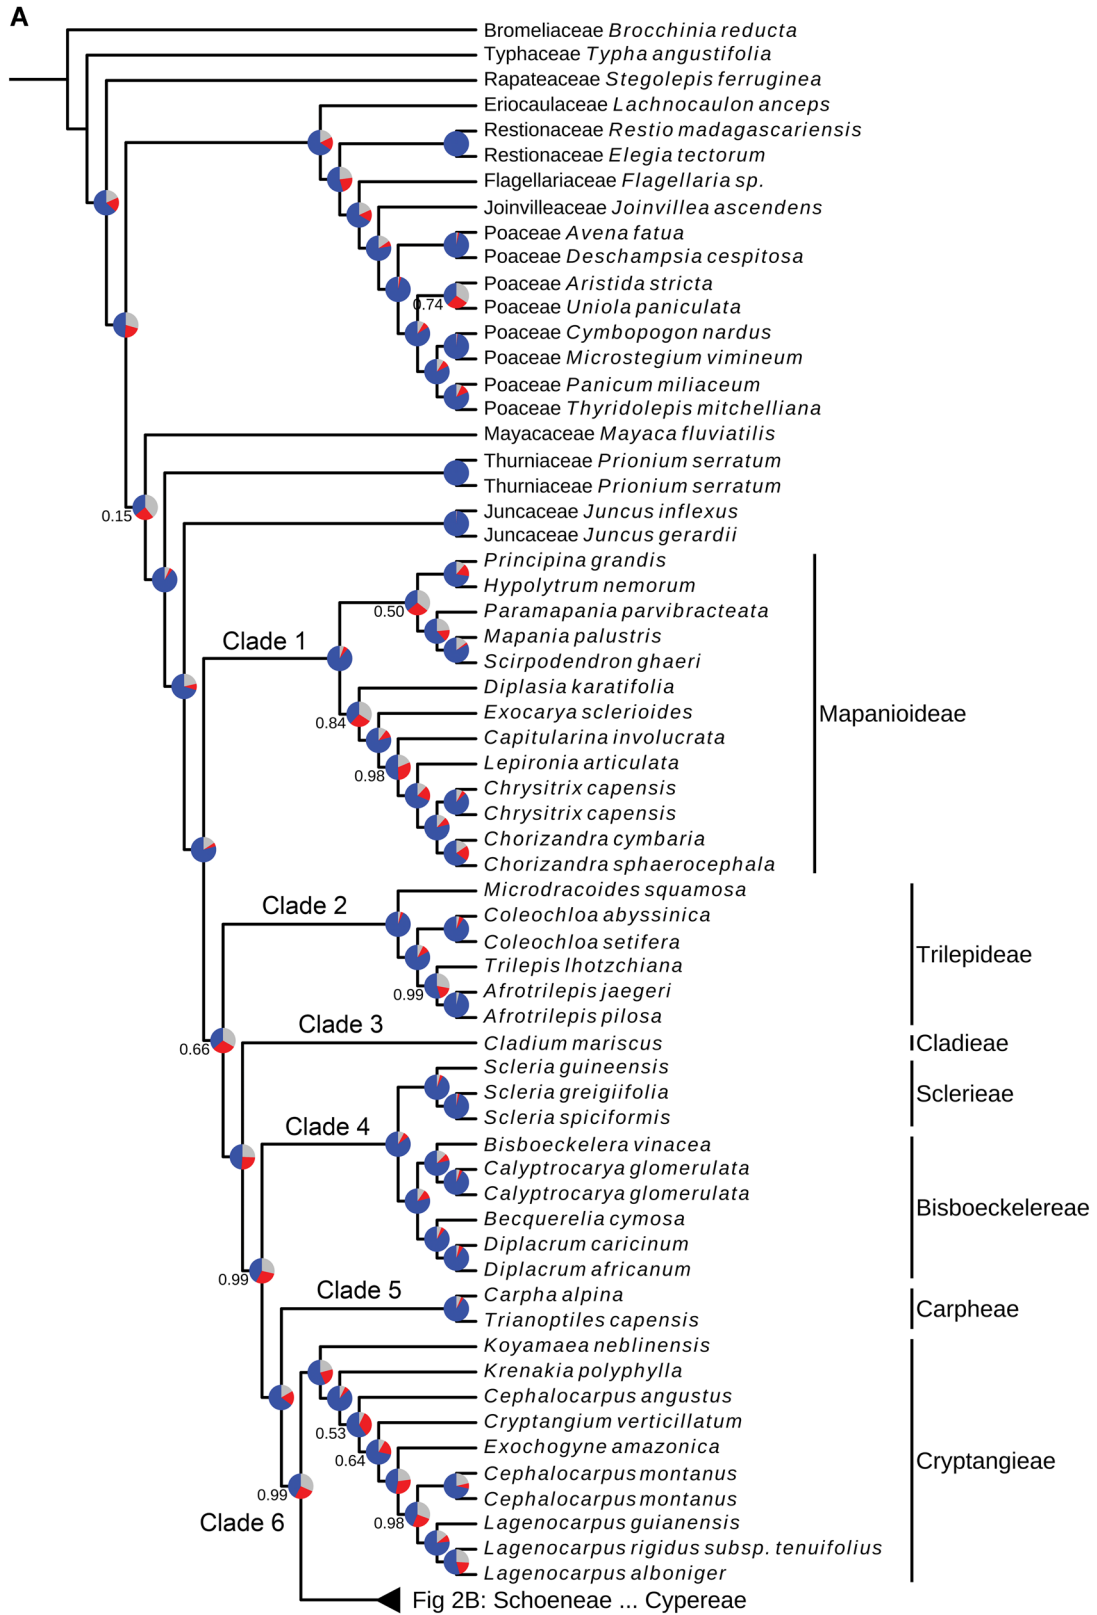 A
Bromeliaceae Brocchinia reducta
Typhaceae Typha angustifolia
Rapateaceae Stegolepis ferruginea
Eriocaulaceae Lachnocaulon anceps
Restionaceae Restio madagascariensis
Restionaceae Elegia tectorum
Flagellariaceae Flagellaria sp.
Joinvilleaceae Joinvillea ascendens
Poaceae Avena fatua
Poaceae Deschampsia cespitosa
Poaceae Aristida stricta
0.74
Poaceae Uniola paniculata
Poaceae Cymbopogon nardus
Poaceae Microstegium vimineum
Poaceae Panicum miliaceum
Poaceae Thyridolepis mitchelliana
Mayacaceae Mayaca fluviatilis
Thurniaceae Prionium serratum
Thurniaceae Prionium serratum
0.15
Juncaceae Juncus inflexus
Juncaceae Juncus gerardii
Principina grandis
Hypolytrum nemorum
0.50
Paramapania parvibracteata
Clade 1
Mapania palustris
Scirpodendron ghaeri
Diplasia karatifolia
0.84
Exocarya sclerioides
Mapanioideae
Capitularina involucrata
0.98
Lepironia articulata
Chrysitrix capensis
Chrysitrix capensis
Chorizandra cymbaria
Chorizandra sphaerocephala
Microdracoides squamosa
Clade 2
Coleochloa abyssinica
Coleochloa setifera
Trilepideae
Trilepis lhotzchiana
0.99
Afrotrilepis jaegeri
Afrotrilepis pilosa
Clade 3
0.66
Cladium mariscus
Cladieae
Scleria guineensis
Scleria greigiifolia
Sclerieae
Scleria spiciformis
Clade 4
Bisboeckelera vinacea
Calyptrocarya glomerulata
Calyptrocarya glomerulata
Bisboeckelereae
Becquerelia cymosa
Diplacrum caricinum
Diplacrum africanum
0.99
Clade 5
Carpha alpina
Carpheae
Trianoptiles capensis
Koyamaea neblinensis
Krenakia polyphylla
Cephalocarpus angustus
Cryptangium verticillatum
0.53
Exochogyne amazonica
0.64
Cryptangieae
Cephalocarpus montanus
0.99
Cephalocarpus montanus
Clade 6
0.98
Lagenocarpus guianensis
Lagenocarpus rigidus subsp. tenuifolius
Lagenocarpus alboniger
Fig 2B: Schoeneae ... Cypereae